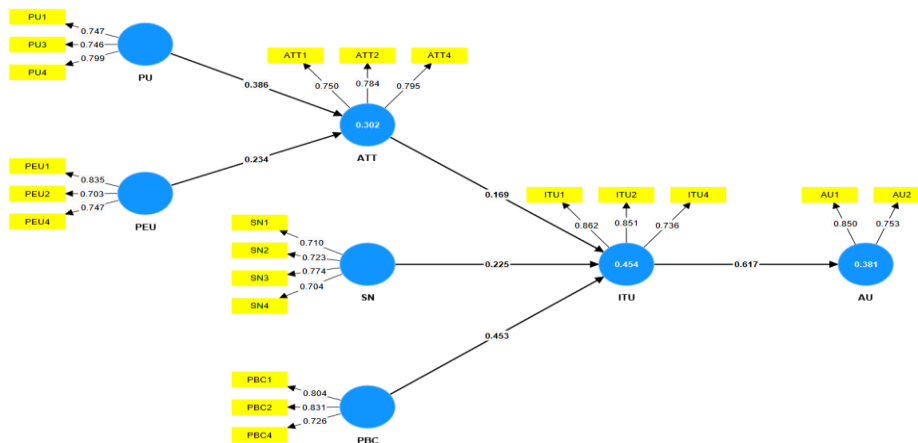 PU1
0.747
PU3
0.746
PU4
0.799
PU
0.386
ATT1
ATT2
ATT4
0.750
0.784
0.795
0.302
ATT
PEU1
0.835
PEU2
0.703
PEU4
0.747
PEU
0.234
0.169
SN1
0.710
SN2
0.723
SN3
0.774
SN4
0.704
SN
0.225
ITU1
ITU2
ITU4
0.862
0.851
0.736
0.454
ITU
0.617
AU1
AU2
0.850
0.753
0.381
AU
PBC1
0.804
PBC2
0.831
PBC4
0.726
PBC
0.453